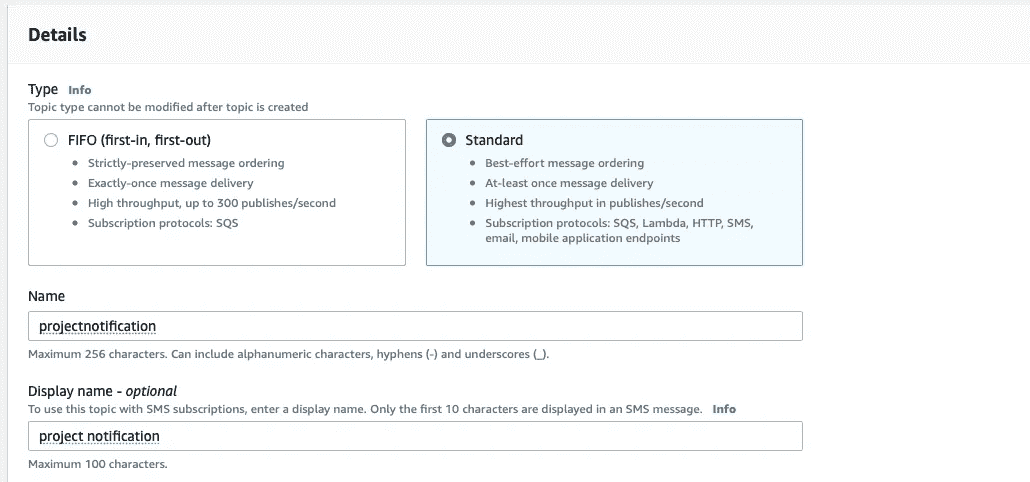 Details
Type Info
Topic type cannot be modified after topic is created
FIFO (first-in, first-out)
Strictly-preserved message ordering
Exactly-once message delivery
High throughput, up to 300 publishes/second
Subscription protocols: SQS
Standard
Best-effort message ordering
At-least once message delivery
Highest throughput in publishes/second
Subscription protocols: SQS, Lambda, HTTP, SMS,
email, mobile application endpoints
Name
projectnotification
Maximum 256 characters. Can include alphanumeric characters, hyphens (-) and underscores (_).
Display name - optional
To use this topic with SMS subscriptions, enter a display name. Only the first 10 characters are displayed in an SMS message. Info
project notification
Maximum 100 characters.